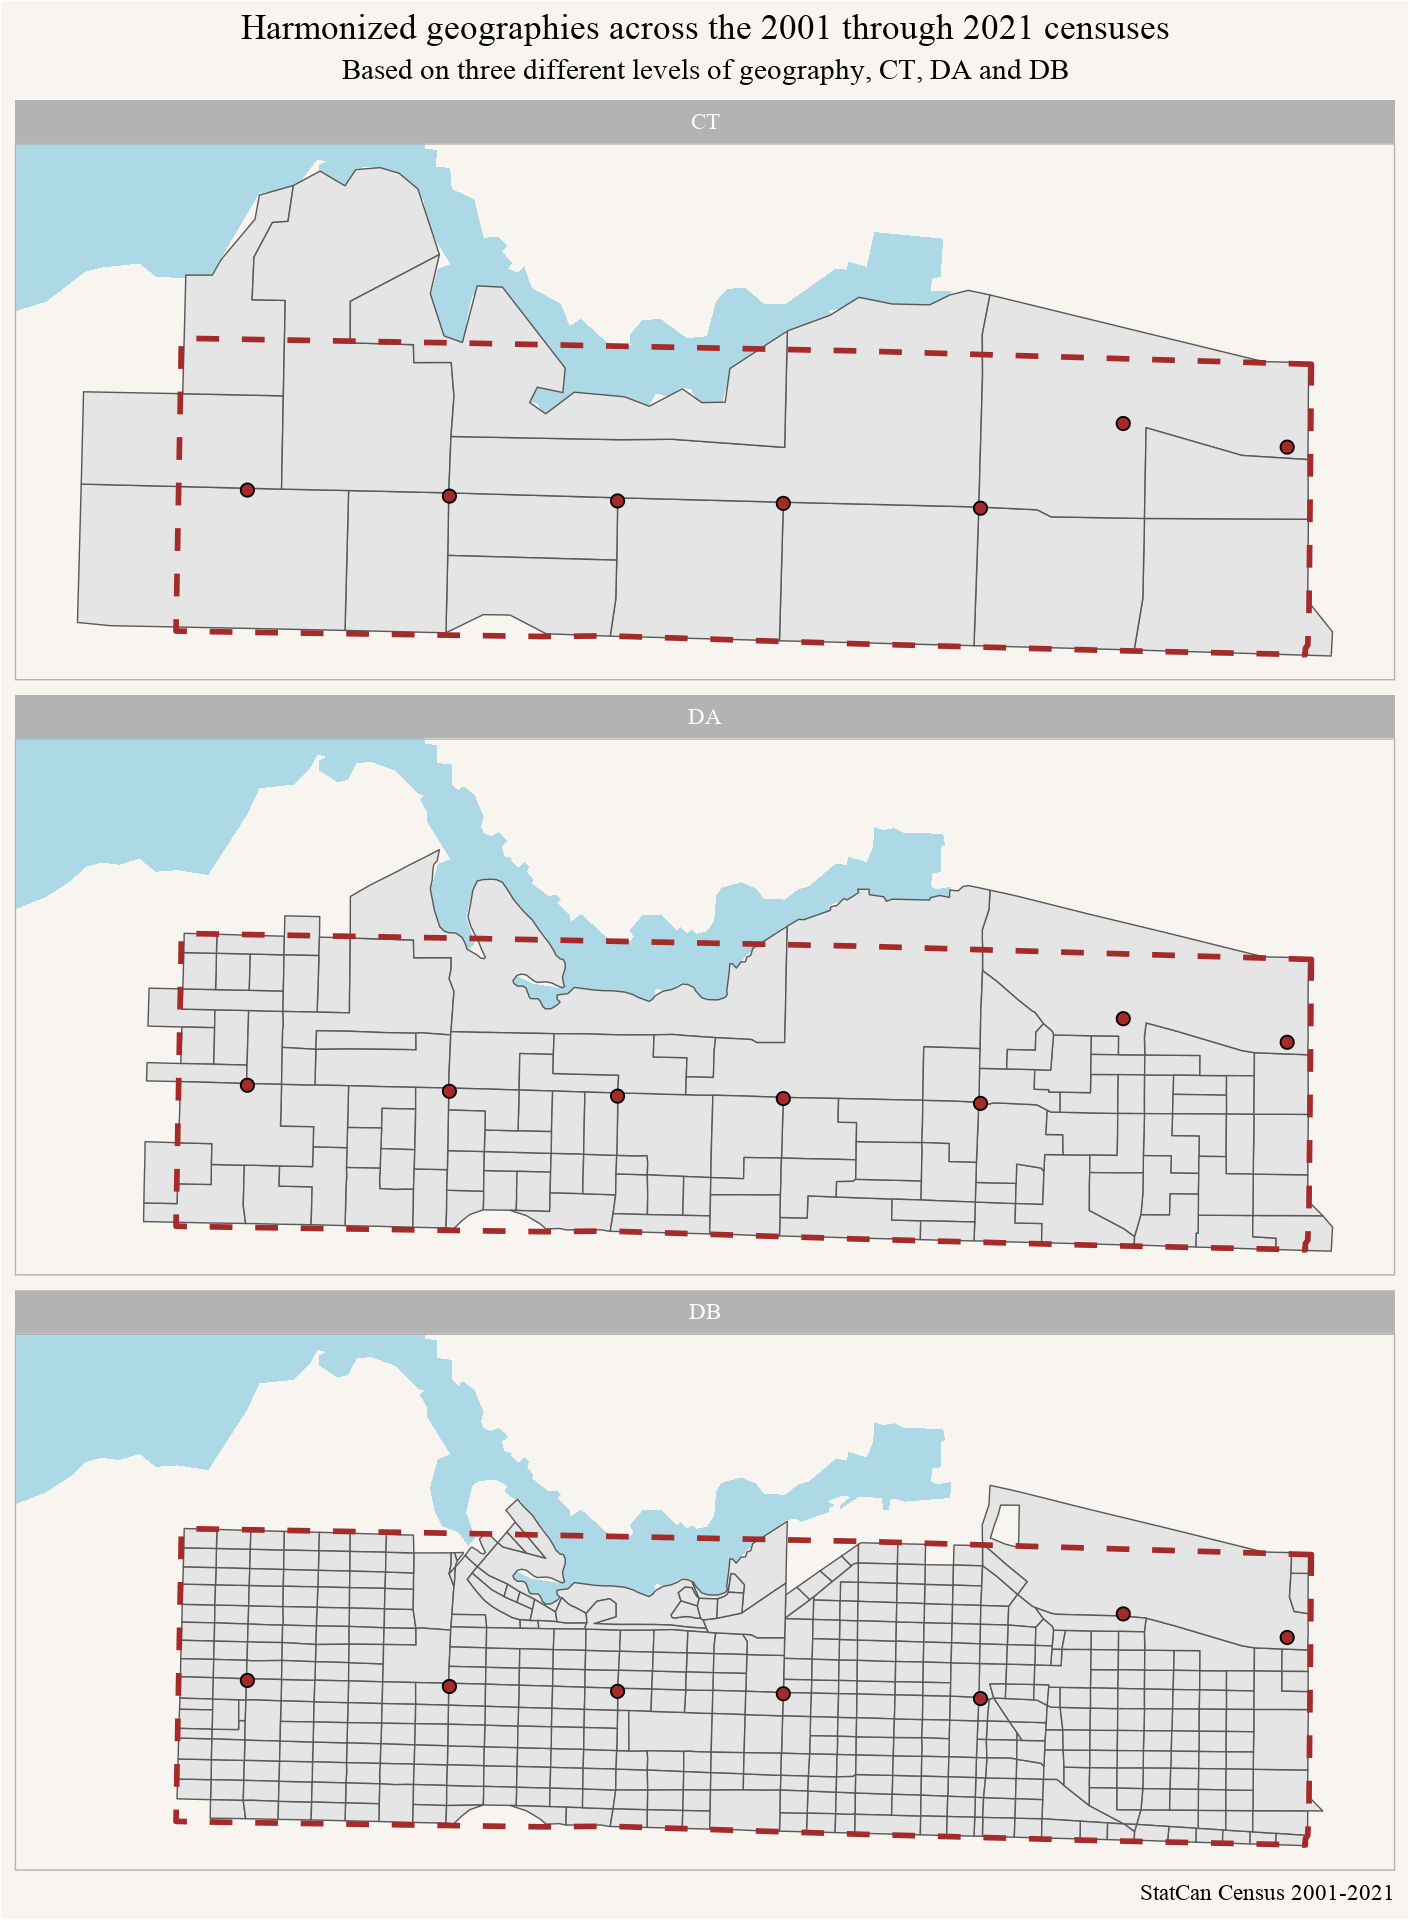 Harmonized geographies across the 2001 through 2021 censuses
Based on three different levels of geography, CT, DA and DB
CT
DA
DB
StatCan Census 2001-2021